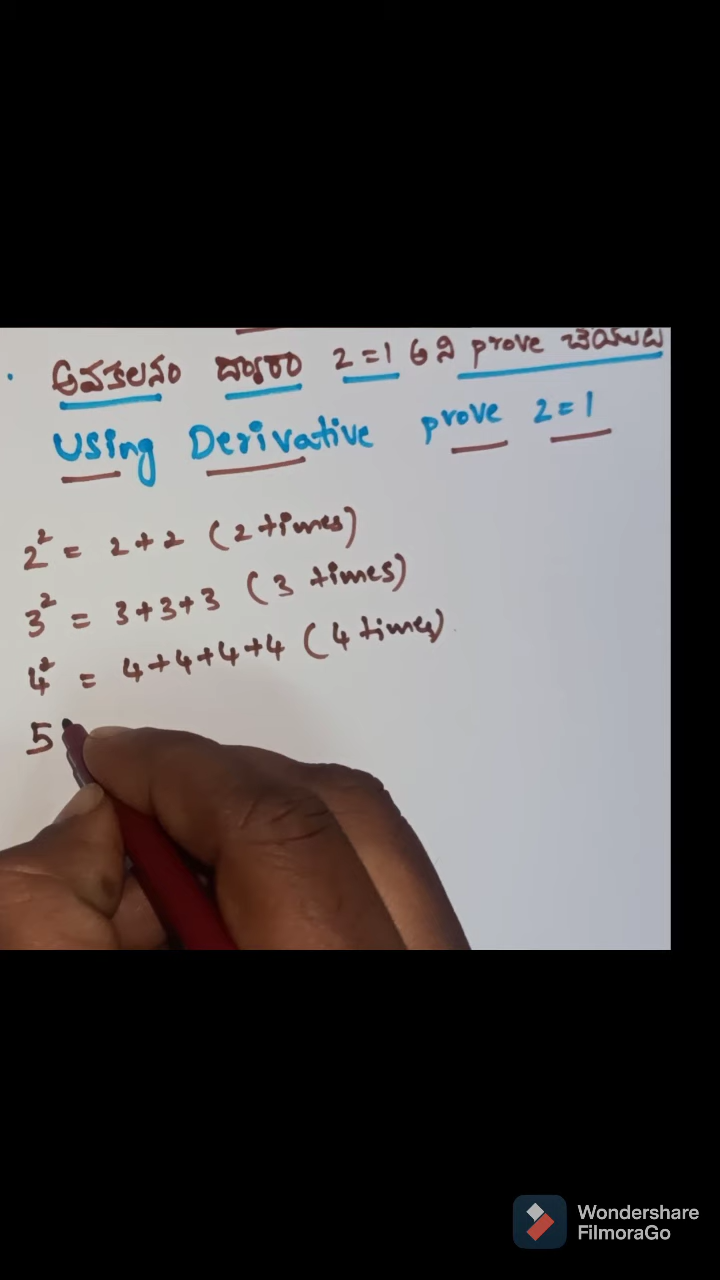 అవకలనం ద్వారా 2=1 అని prove చేయుట
Using Derivative prove 2=1
2² = 2+2 (2 times)
3² = 3+3+3 (3 times)
4² = 4+4+4+4 (4 times)
5
Wondershare
FilmoraGo